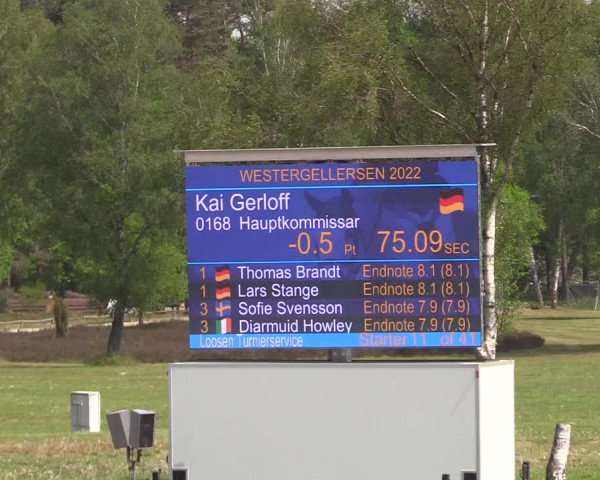 WESTERGELLERSEN 2022
Kai Gerloff
0168 Hauptkommissar
-0.5 Pt 75.09 SEC
1 Thomas Brandt Endnote 8.1 (8.1)
1 Lars Stange Endnote 8.1 (8.1)
3 Sofie Svensson Endnote 7.9 (7.9)
3 Diarmuid Howley Endnote 7.9 (7.9)
Loosen Turnierservice Starter 11 of 41